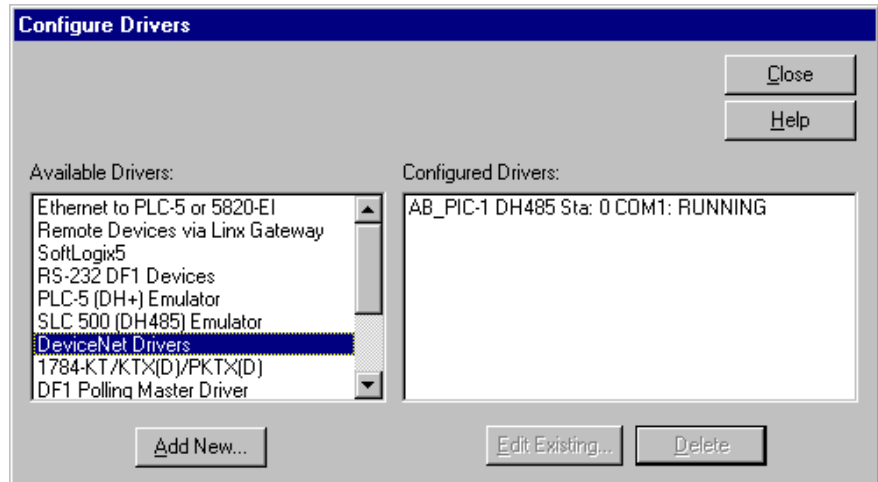 Configure Drivers
Close
Help
Available Drivers:
Configured Drivers:
Ethernet to PLC-5 or 5820-EI
Remote Devices via Linx Gateway
SoftLogix5
RS-232 DF1 Devices
PLC-5 (DH+) Emulator
SLC 500 (DH485) Emulator
DeviceNet Drivers
1784-KT/KTX(D)/PKTX(D)
DF1 Polling Master Driver
AB_PIC-1 DH485 Sta: 0 COM1: RUNNING
Add New...
Edit Existing...
Delete